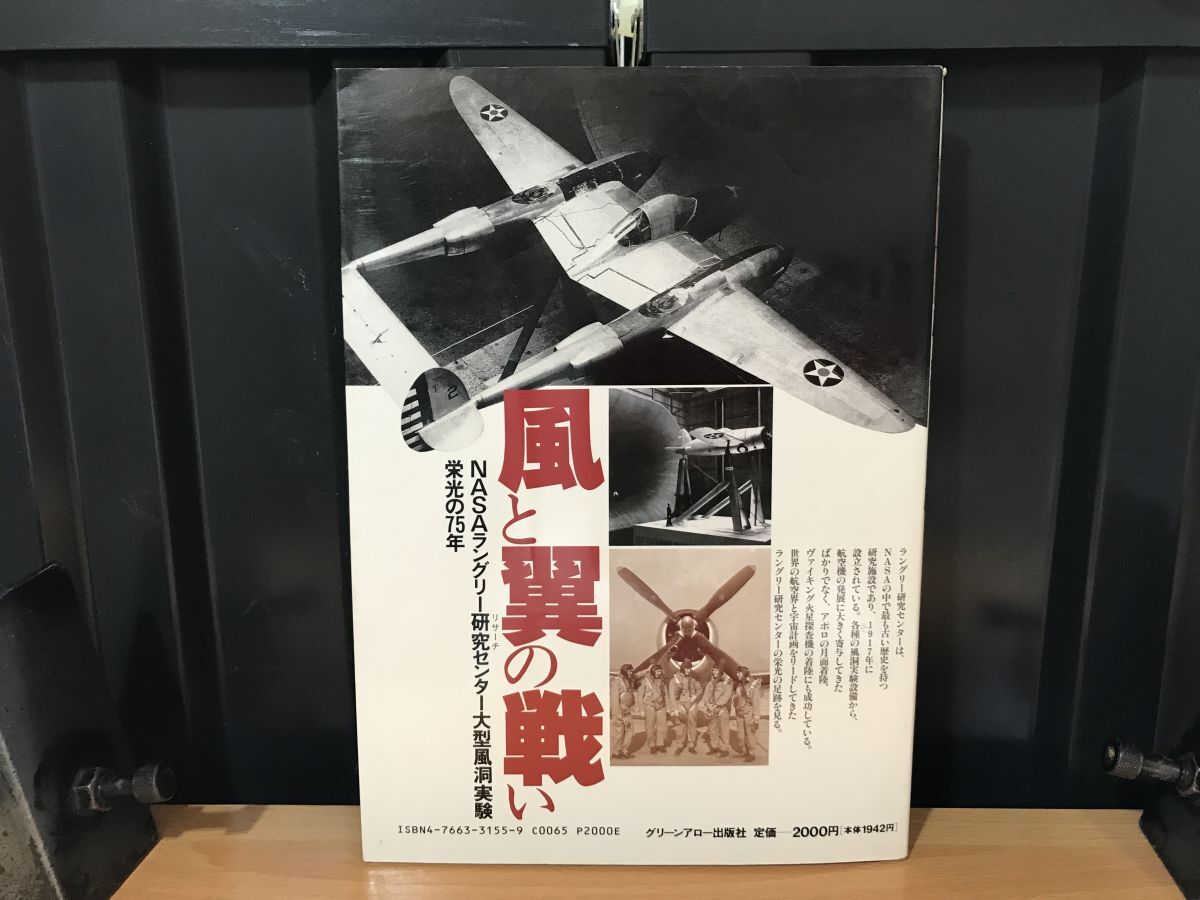 風と翼の戦い
NASAラングリー研究センター大型風洞実験
リサーチ
栄光の75年
ラングリー研究センターは、
NASAの中で最も古い歴史を持つ
研究施設であり、1917年に
設立されている。各種の風洞実験設備から、
航空機の発展に大きく寄与してきた
ばかりでなく、アポロの月面着陸、
ヴァイキング火星探査機の着陸にも成功している。
世界の航空界と宇宙計画をリードしてきた
ラングリー研究センターの栄光の足跡を見る。
12
ISBN4-7663-3155-9 C0065 P2000E
グリーンアロー出版社 定価……2000円[本体1942円]